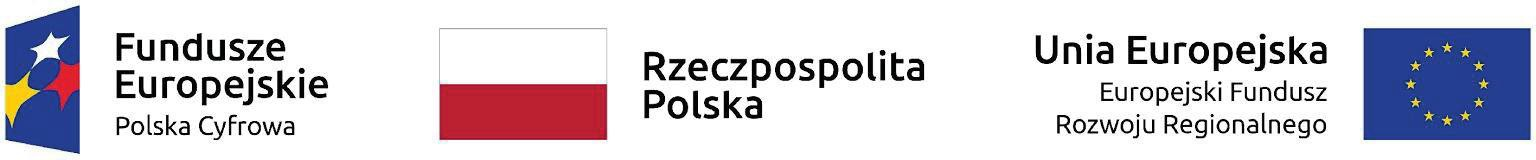 Fundusze
Europejskie
Polska Cyfrowa
Rzeczpospolita
Polska
Unia Europejska
Europejski Fundusz
Rozwoju Regionalnego